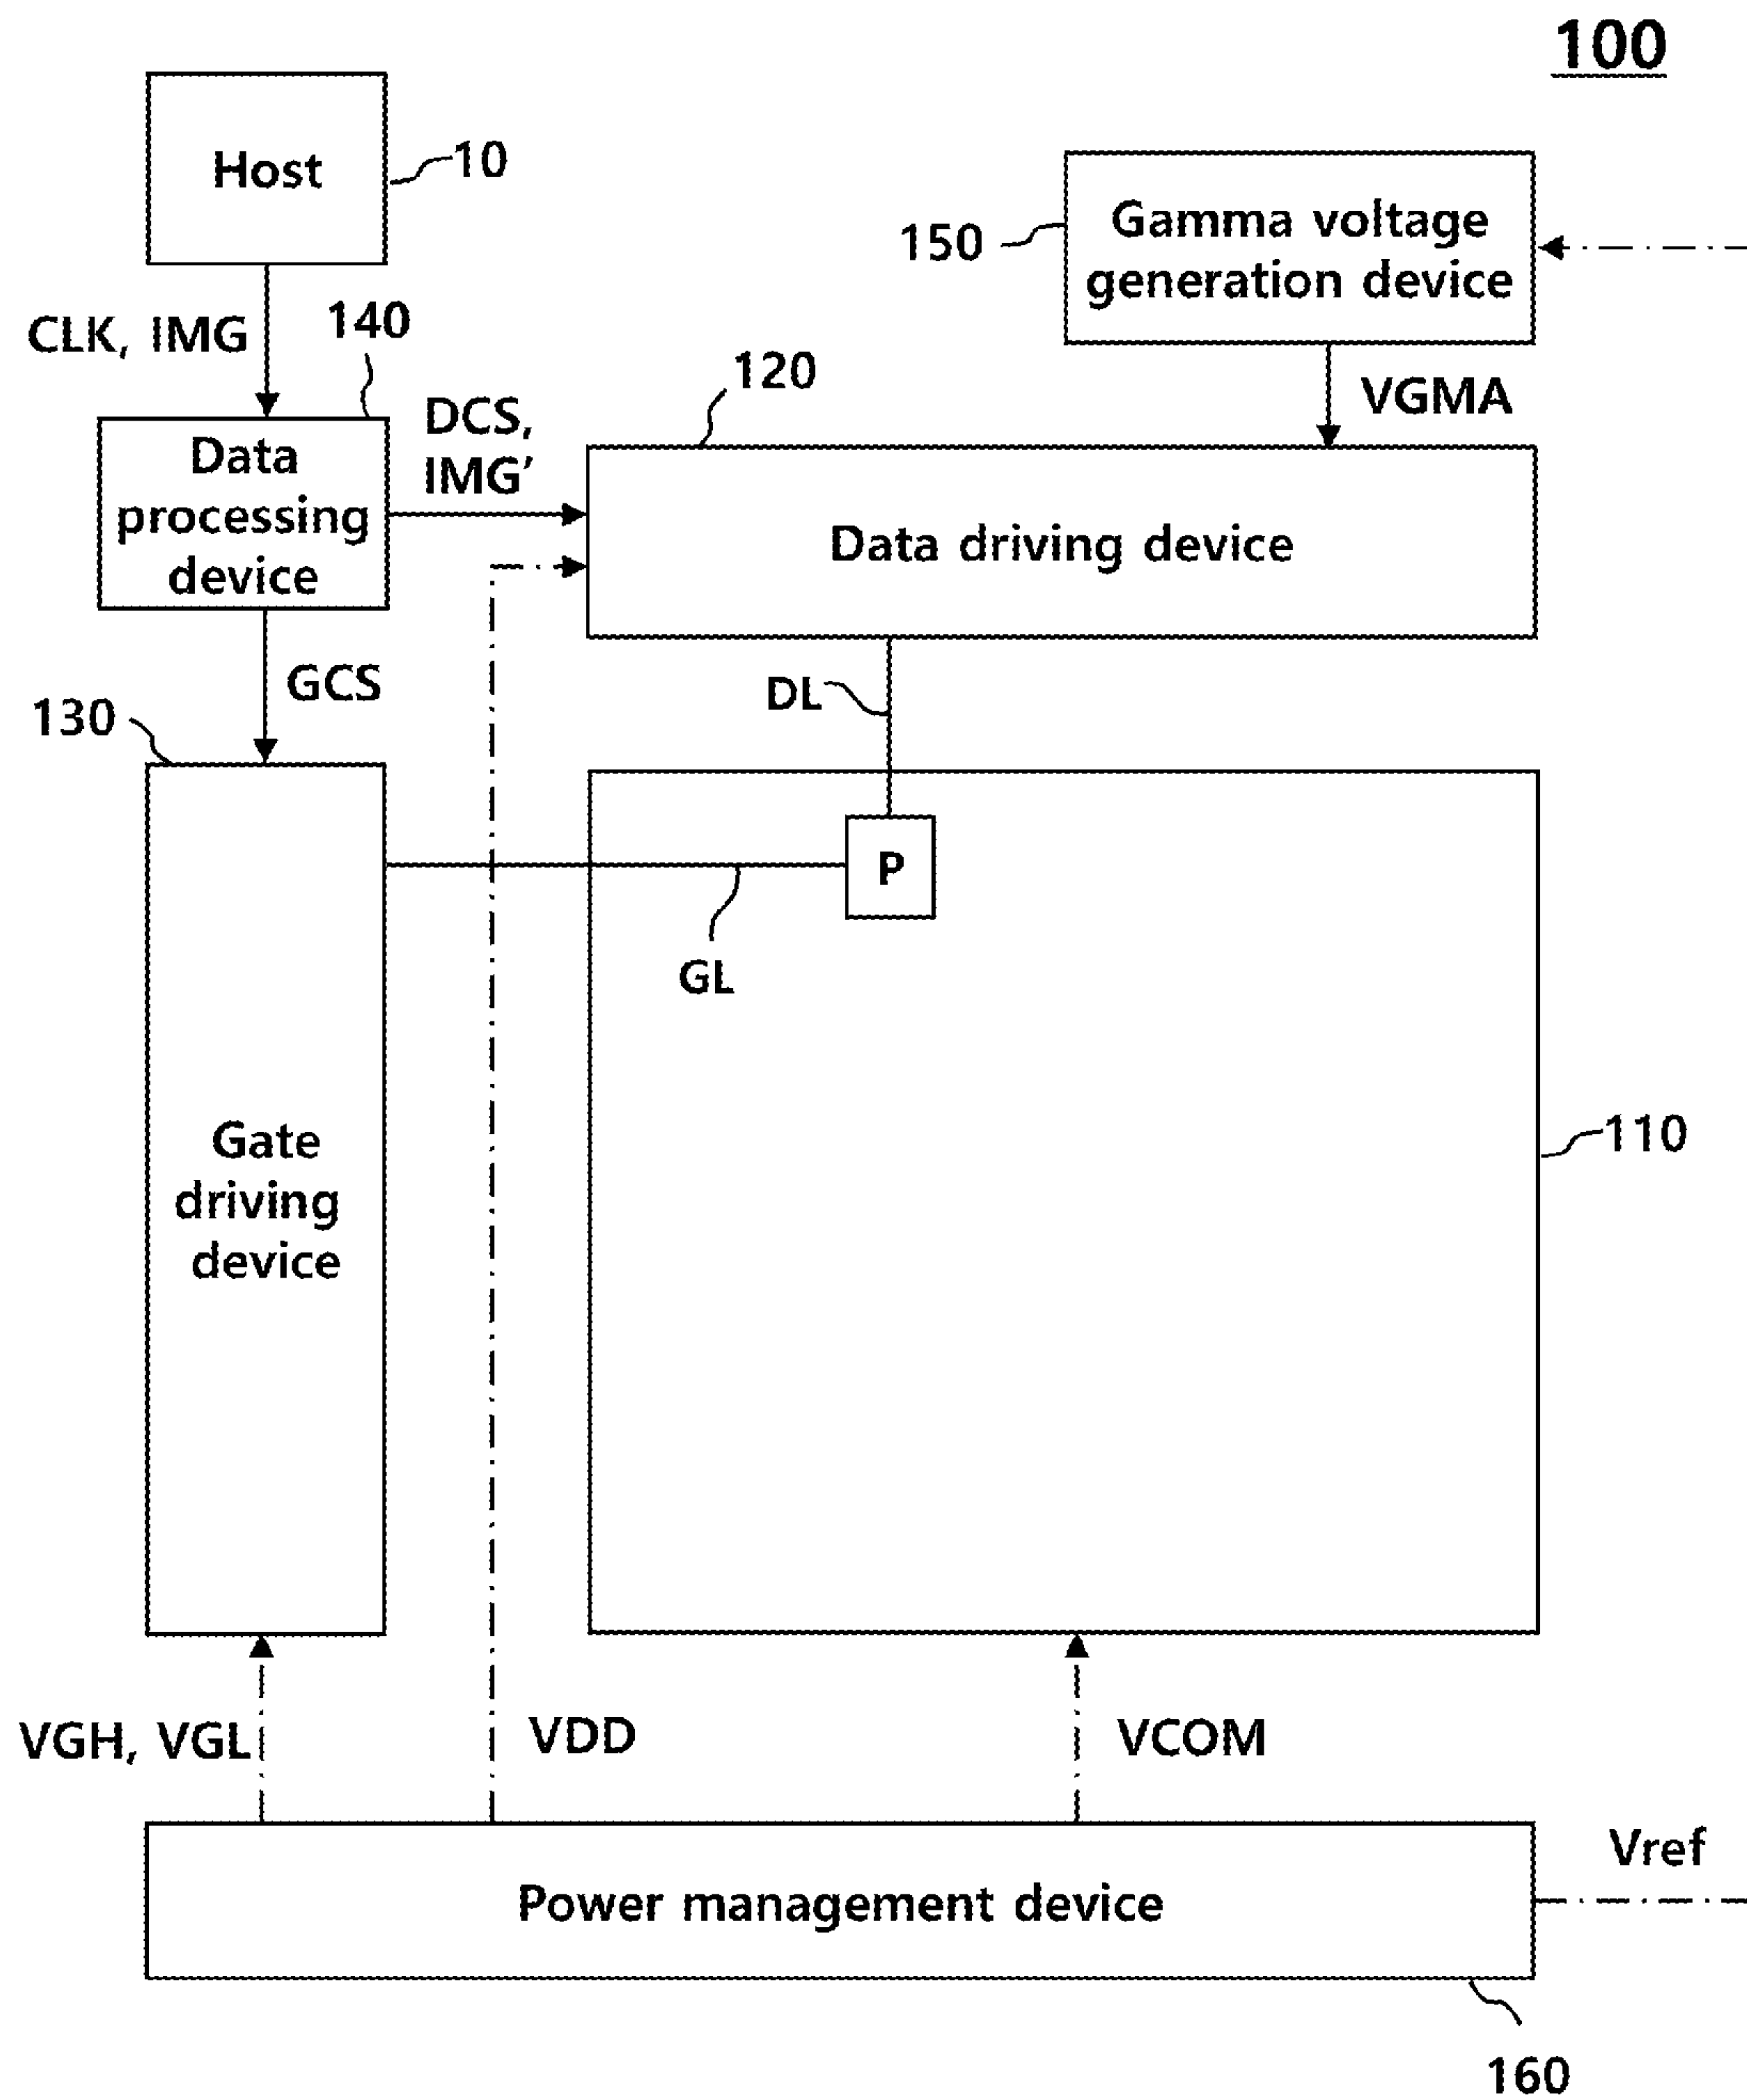 100
Host
10
150
Gamma voltage
generation device
CLK, IMG
140
120
VGMA
DCS,
IMG’
Data
processing
device
Data driving device
GCS
DL
130
P
GL
110
Gate
driving
device
VGH, VGL
VDD
VCOM
Vref
Power management device
160